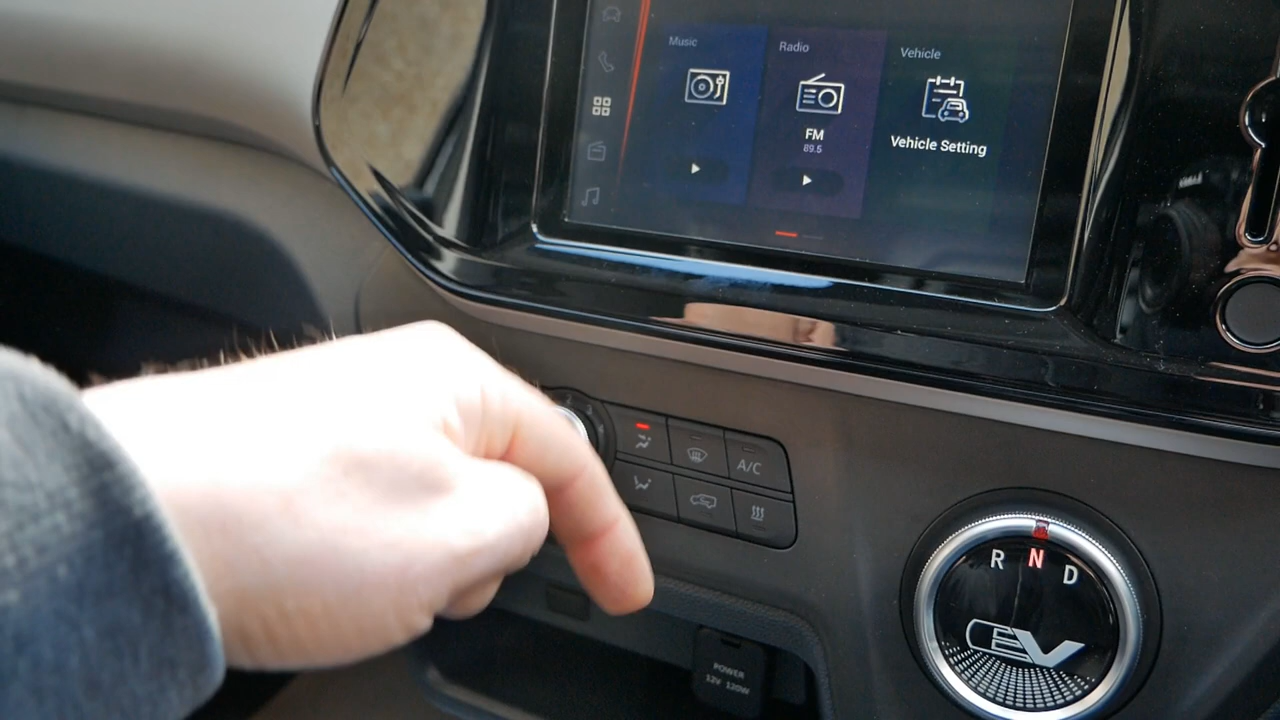 Music
Radio
Vehicle
FM
89.5
Vehicle Setting
A/C
R N D
EV
POWER
12V 120W